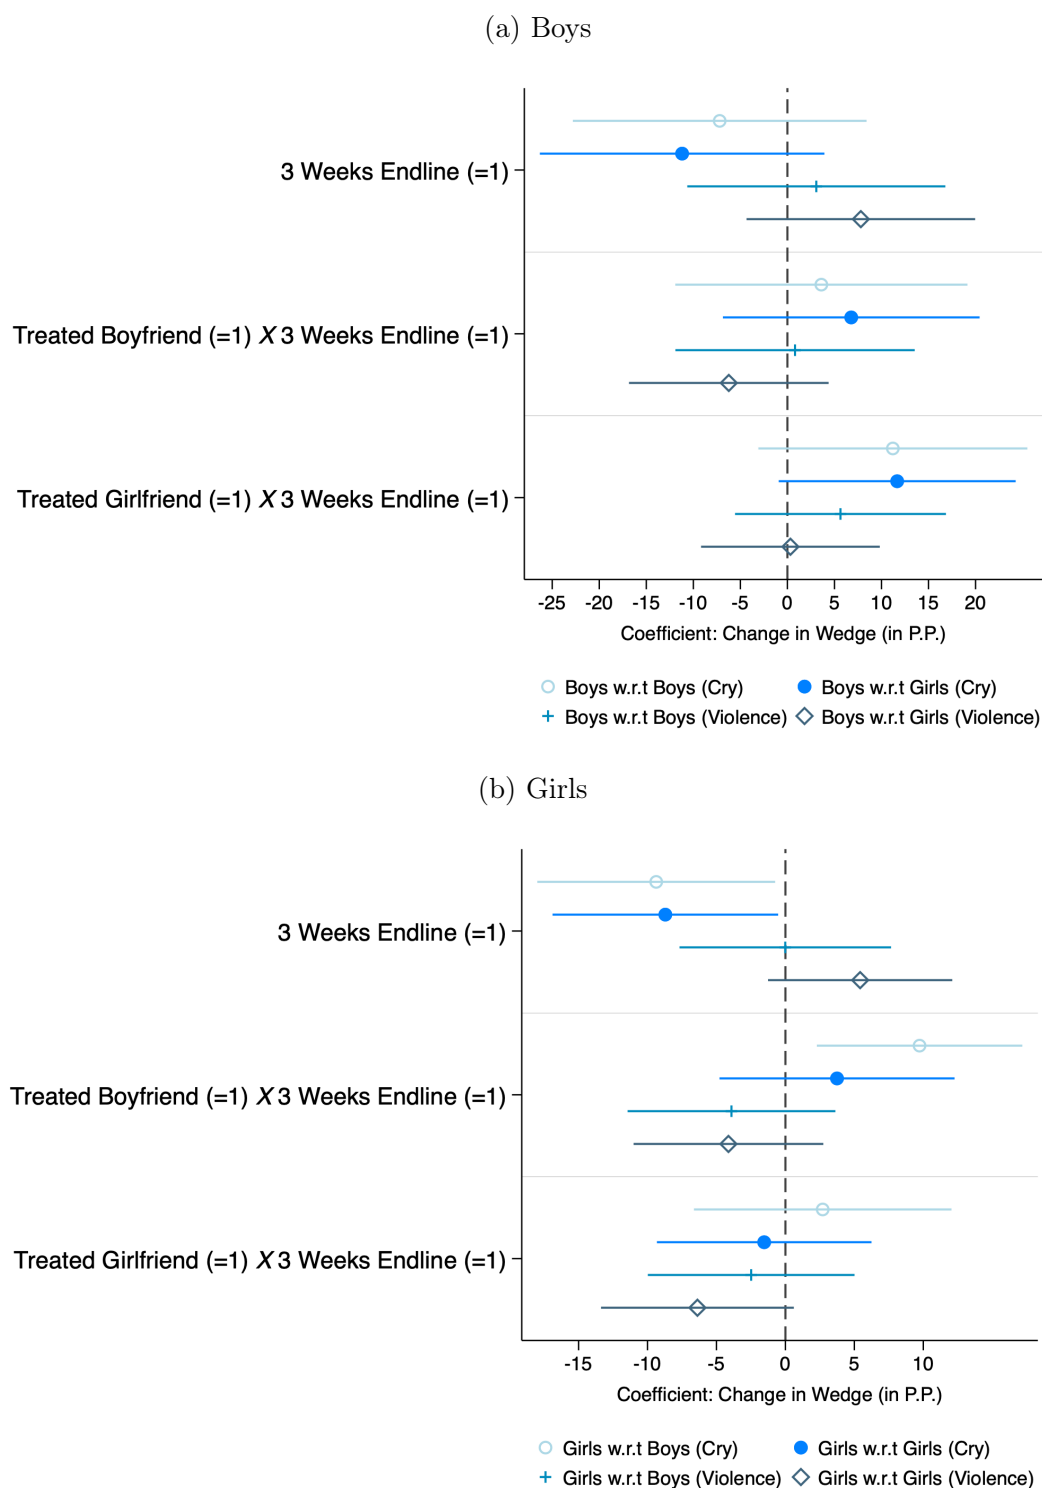 (a) Boys
3 Weeks Endline (=1)
Treated Boyfriend (=1) X 3 Weeks Endline (=1)
Treated Girlfriend (=1) X 3 Weeks Endline (=1)
-25 -20 -15 -10 -5 0 5 10 15 20
Coefficient: Change in Wedge (in P.P.)
Boys w.r.t Boys (Cry) Boys w.r.t Girls (Cry)
Boys w.r.t Boys (Violence) Boys w.r.t Girls (Violence)
(b) Girls
3 Weeks Endline (=1)
Treated Boyfriend (=1) X 3 Weeks Endline (=1)
Treated Girlfriend (=1) X 3 Weeks Endline (=1)
-15 -10 -5 0 5 10
Coefficient: Change in Wedge (in P.P.)
Girls w.r.t Boys (Cry) Girls w.r.t Girls (Cry)
Girls w.r.t Boys (Violence) Girls w.r.t Girls (Violence)